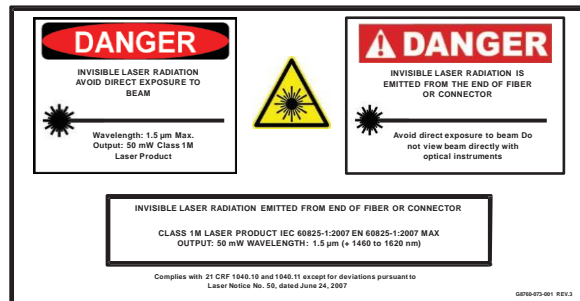 DANGER
INVISIBLE LASER RADIATION
AVOID DIRECT EXPOSURE TO
BEAM
Wavelength: 1.5 µm Max.
Output: 50 mW Class 1M
Laser Product
DANGER
INVISIBLE LASER RADIATION IS
EMITTED FROM THE END OF FIBER
OR CONNECTOR
Avoid direct exposure to beam Do
not view beam directly with
optical instruments
INVISIBLE LASER RADIATION EMITTED FROM END OF FIBER OR CONNECTOR
CLASS 1M LASER PRODUCT IEC 60825-1:2007 EN 60825-1:2007 MAX
OUTPUT: 50 mW WAVELENGTH: 1.5 µm (+ 1460 to 1620 nm)
Complies with 21 CRF 1040.10 and 1040.11 except for deviations pursuant to
Laser Notice No. 50, dated June 24, 2007
G8760-073-001 REV.3